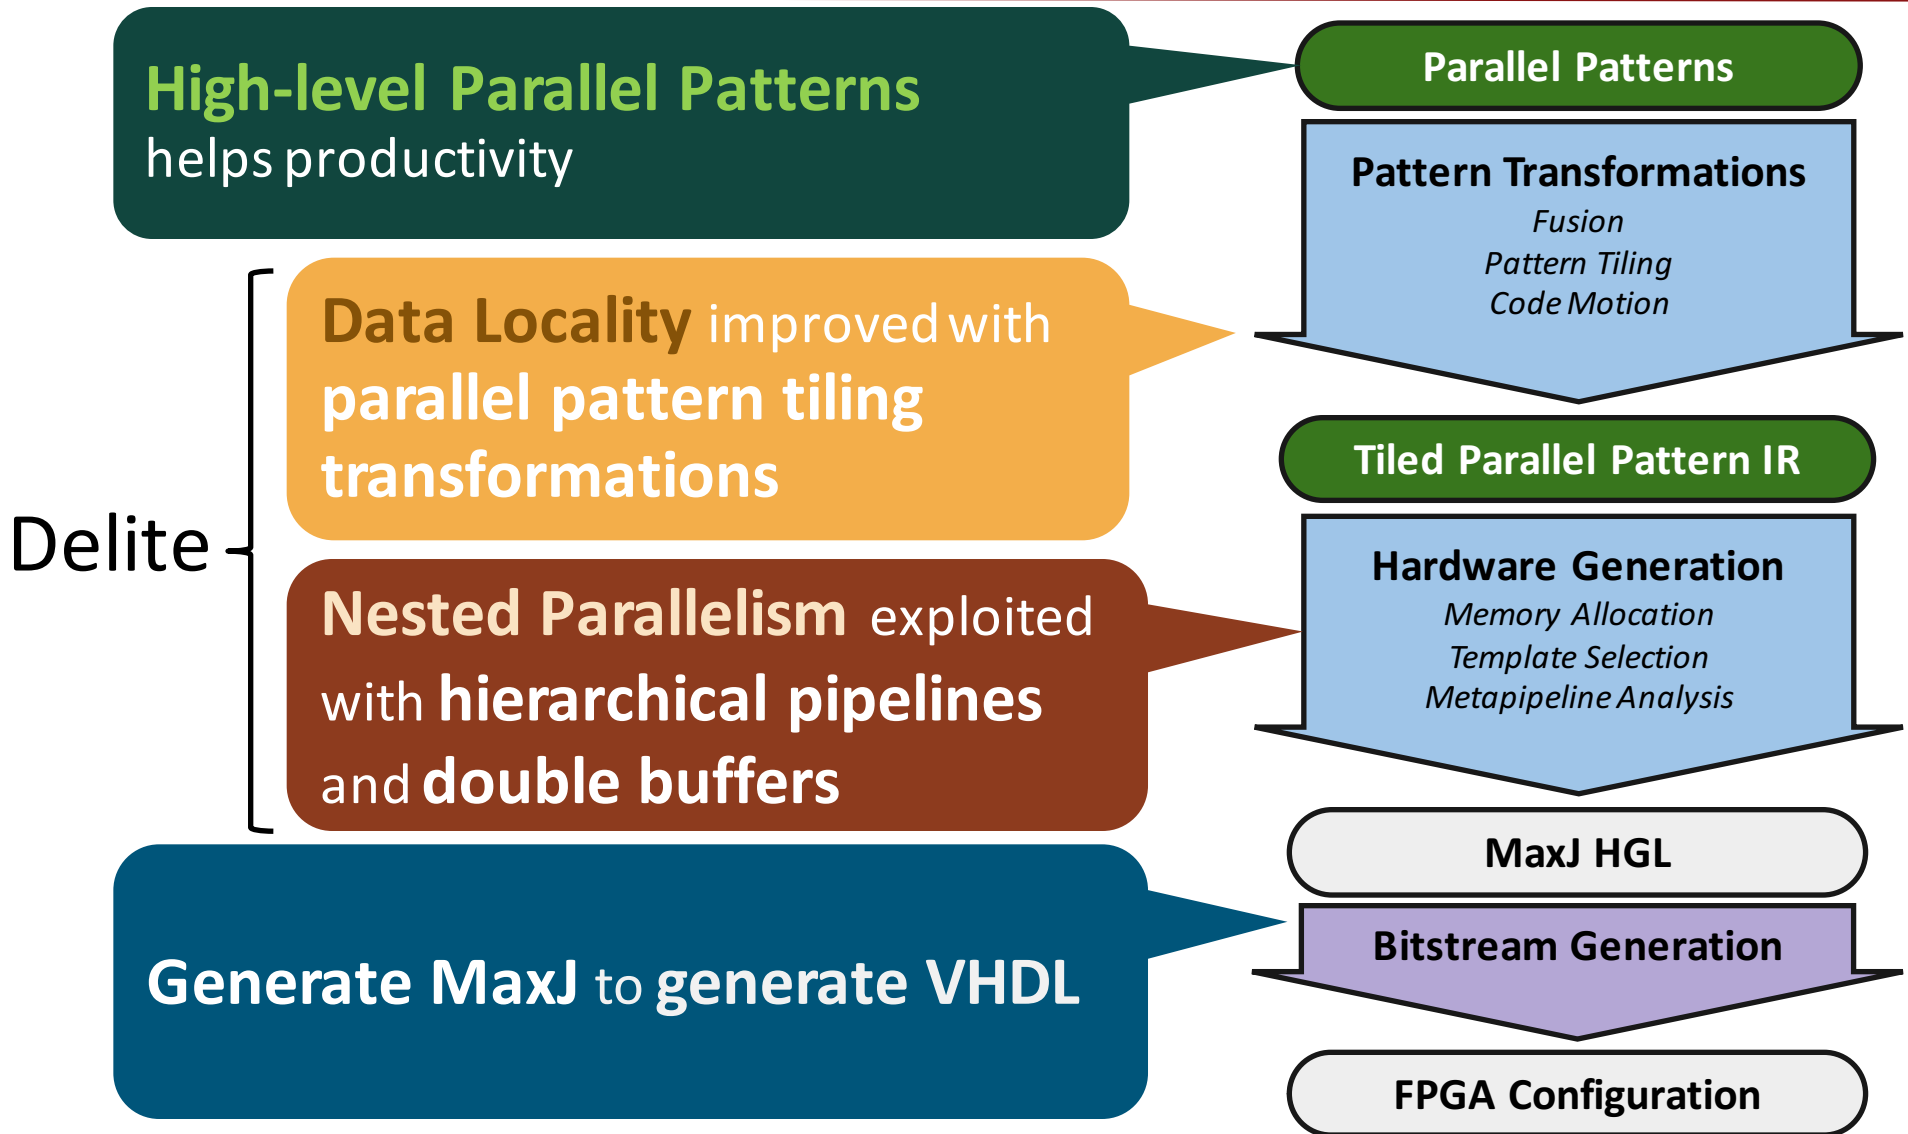 High-level Parallel Patterns
helps productivity
Delite
Data Locality improved with
parallel pattern tiling
transformations
Nested Parallelism exploited
with hierarchical pipelines
and double buffers
Generate MaxJ to generate VHDL
Parallel Patterns
Pattern Transformations
Fusion
Pattern Tiling
Code Motion
Tiled Parallel Pattern IR
Hardware Generation
Memory Allocation
Template Selection
Metapipeline Analysis
MaxJ HGL
Bitstream Generation
FPGA Configuration